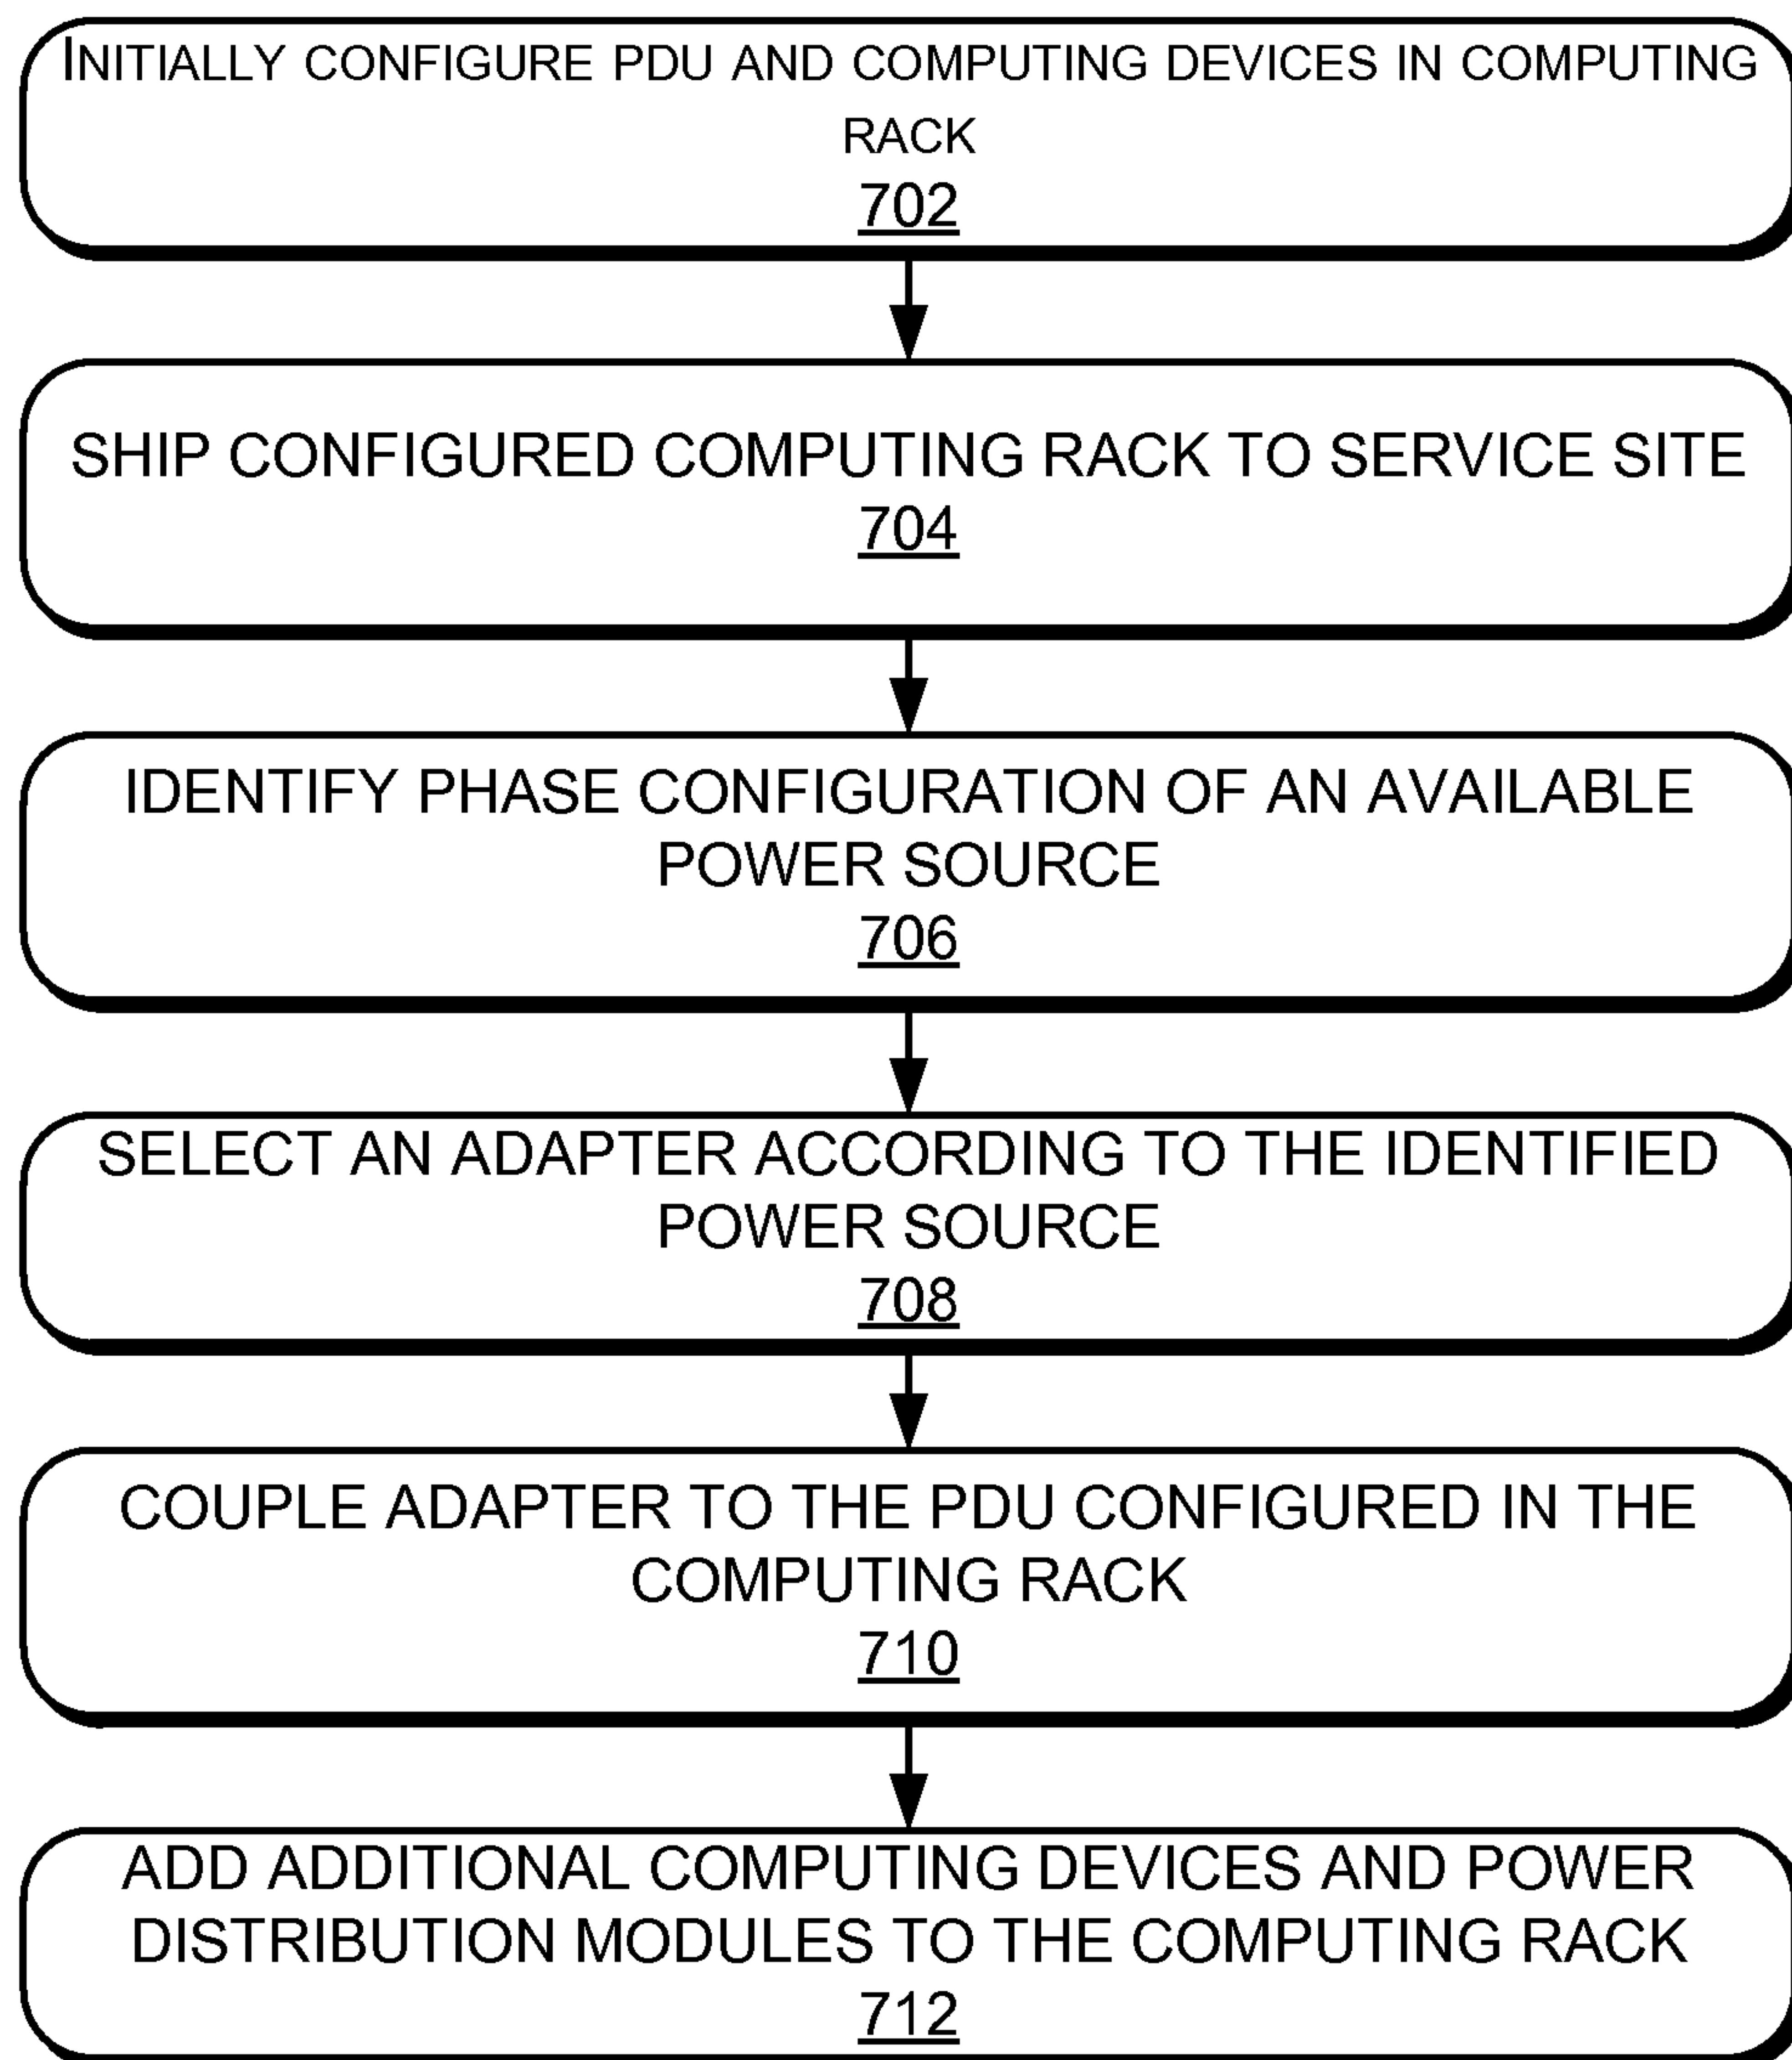 INITIALLY CONFIGURE PDU AND COMPUTING DEVICES IN COMPUTING
RACK
702
SHIP CONFIGURED COMPUTING RACK TO SERVICE SITE
704
IDENTIFY PHASE CONFIGURATION OF AN AVAILABLE
POWER SOURCE
706
SELECT AN ADAPTER ACCORDING TO THE IDENTIFIED
POWER SOURCE
708
COUPLE ADAPTER TO THE PDU CONFIGURED IN THE
COMPUTING RACK
710
ADD ADDITIONAL COMPUTING DEVICES AND POWER
DISTRIBUTION MODULES TO THE COMPUTING RACK
712